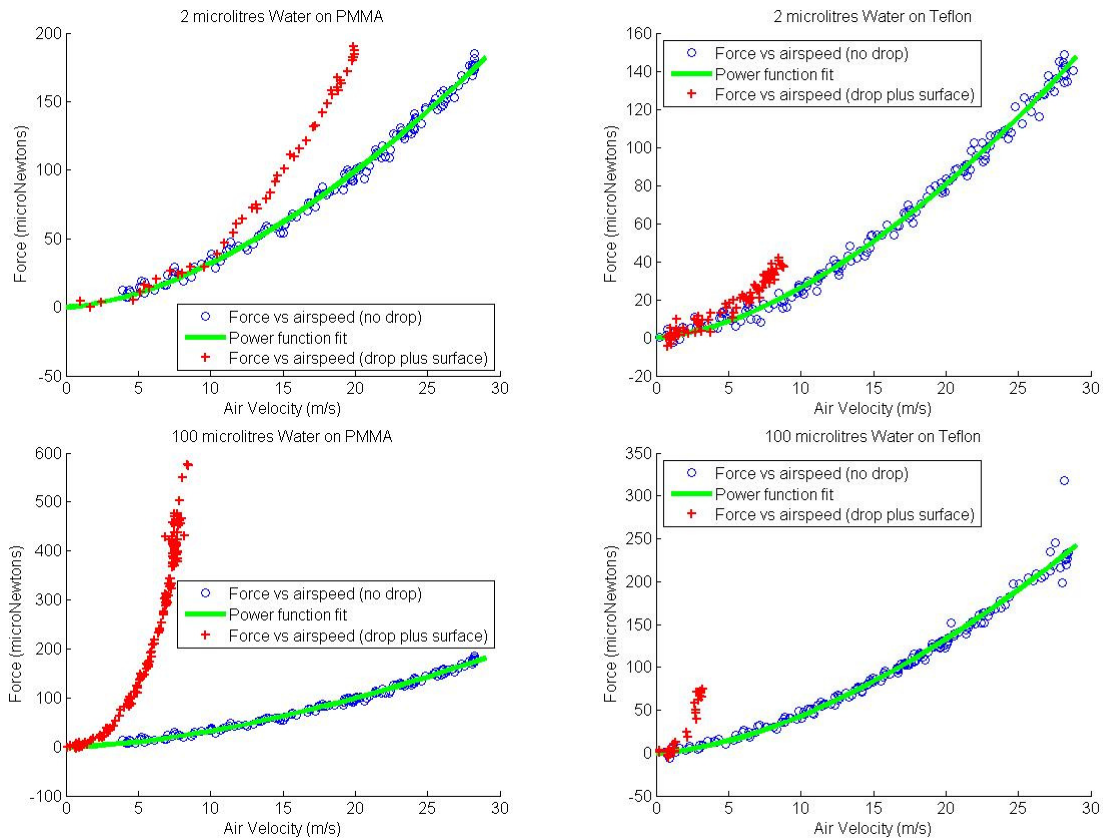 2 microlitres Water on PMMA
200
150
100
50
0
-50
0 5 10 15 20 25 30
Force (microNewtons)
Air Velocity (m/s)
Force vs airspeed (no drop)
Power function fit
Force vs airspeed (drop plus surface)
2 microlitres Water on Teflon
160
140
120
100
80
60
40
20
0
-20
0 5 10 15 20 25 30
Force (microNewtons)
Air Velocity (m/s)
Force vs airspeed (no drop)
Power function fit
Force vs airspeed (drop plus surface)
100 microlitres Water on PMMA
600
500
400
300
200
100
0
-100
0 5 10 15 20 25 30
Force (microNewtons)
Air Velocity (m/s)
Force vs airspeed (no drop)
Power function fit
Force vs airspeed (drop plus surface)
100 microlitres Water on Teflon
350
300
250
200
150
100
50
0
-50
0 5 10 15 20 25 30
Force (microNewtons)
Air Velocity (m/s)
Force vs airspeed (no drop)
Power function fit
Force vs airspeed (drop plus surface)